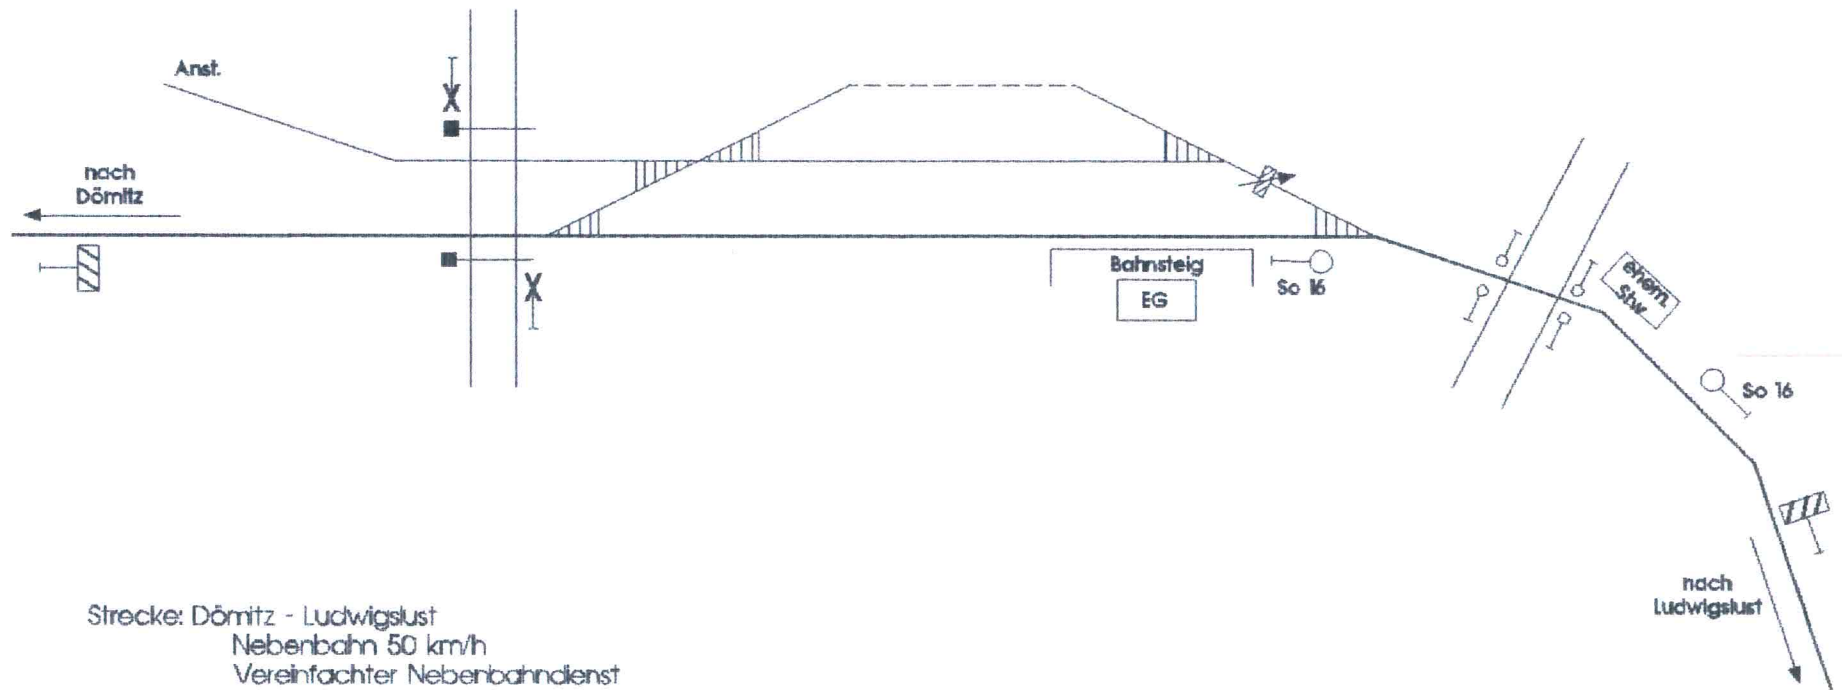 Anst.
nach
Dömitz
Bahnsteig
EG
So 16
ehem.
Stw
So 16
nach
Ludwigslust
Strecke: Dömitz - Ludwigslust
Nebenbahn 50 km/h
Vereinfachter Nebenbahndienst